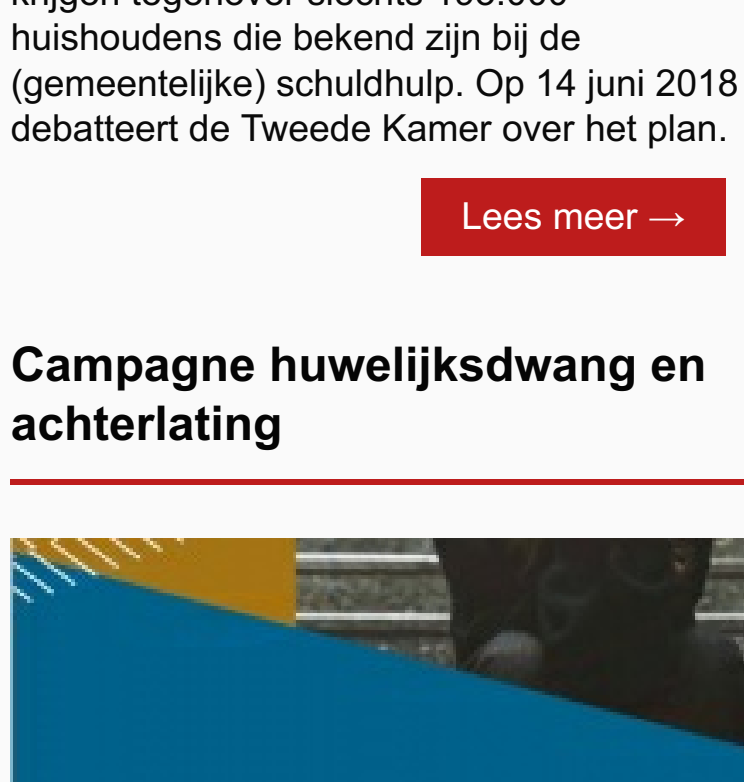 huishoudens die bekend zijn bij de
(gemeentelijke) schuldhulp. Op 14 juni 2018
debatteert de Tweede Kamer over het plan.
Lees meer →
Campagne huwelijksdwang en
achterlating